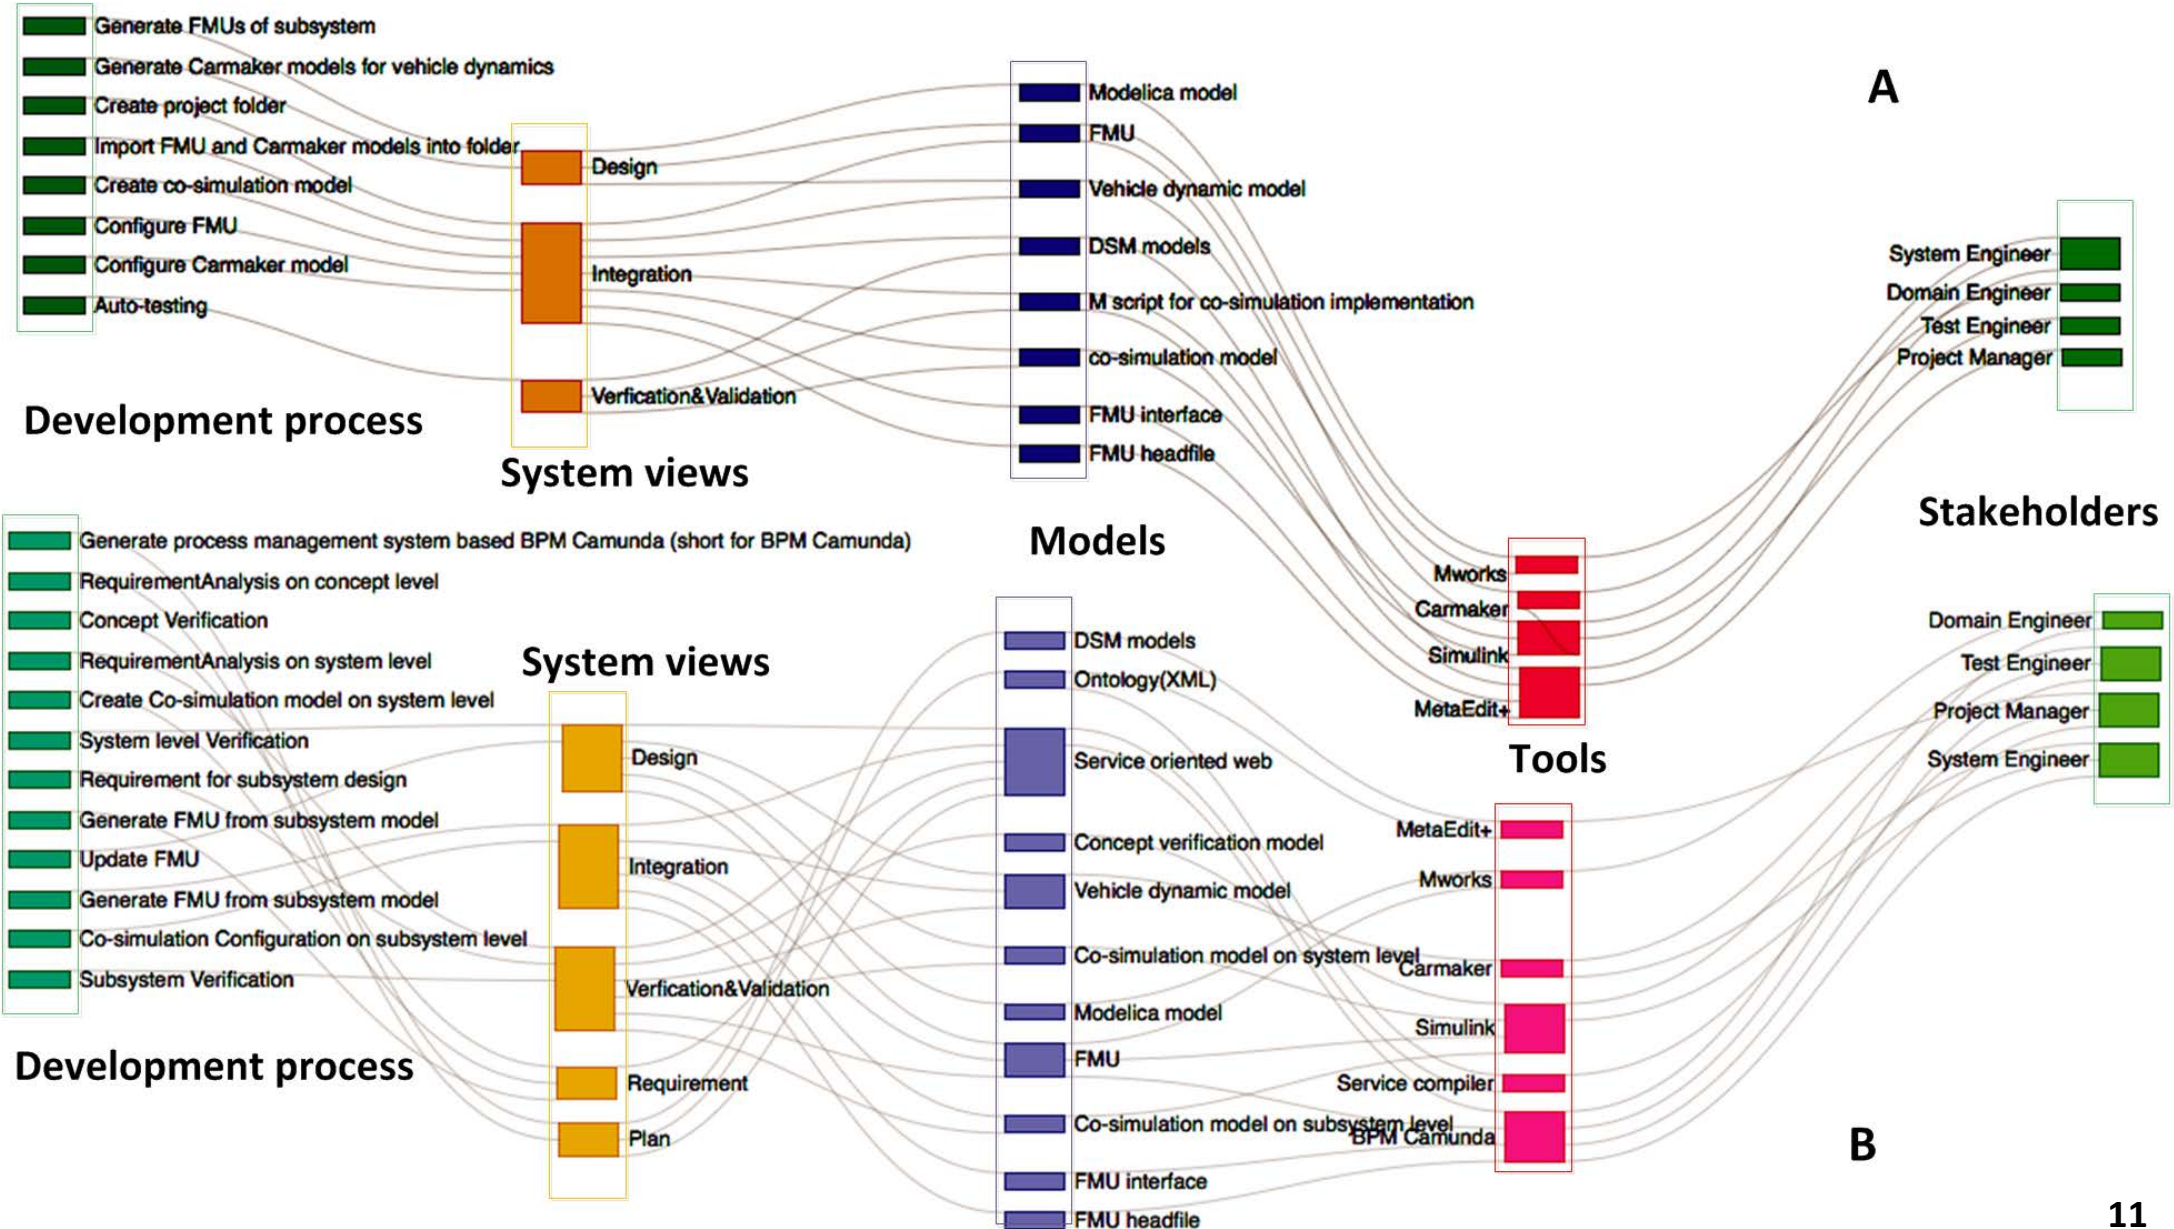 Generate FMUs of subsystem
Generate Carmaker models for vehicle dynamics
Create project folder
Import FMU and Carmaker models into folder
Create co-simulation model
Configure FMU
Configure Carmaker model
Auto-testing
Development process
Design
Integration
Verfication&Validation
System views
Modelica model
FMU
Vehicle dynamic model
DSM models
M script for co-simulation implementation
co-simulation model
FMU interface
FMU headfile
Models
Mworks
Carmaker
Simulink
MetaEdit+
Tools
A
System Engineer
Domain Engineer
Test Engineer
Project Manager
Stakeholders
Generate process management system based BPM Camunda (short for BPM Camunda)
RequirementAnalysis on concept level
Concept Verification
RequirementAnalysis on system level
Create Co-simulation model on system level
System level Verification
Requirement for subsystem design
Generate FMU from subsystem model
Update FMU
Generate FMU from subsystem model
Co-simulation Configuration on subsystem level
Subsystem Verification
Development process
System views
Design
Integration
Verfication&Validation
Requirement
Plan
DSM models
Ontology(XML)
Service oriented web
Concept verification model
Vehicle dynamic model
Co-simulation model on system level
Modelica model
FMU
Co-simulation model on subsystem level
FMU interface
FMU headfile
MetaEdit+
Mworks
Carmaker
Simulink
Service compiler
BPM Camunda
Domain Engineer
Test Engineer
Project Manager
System Engineer
B
11